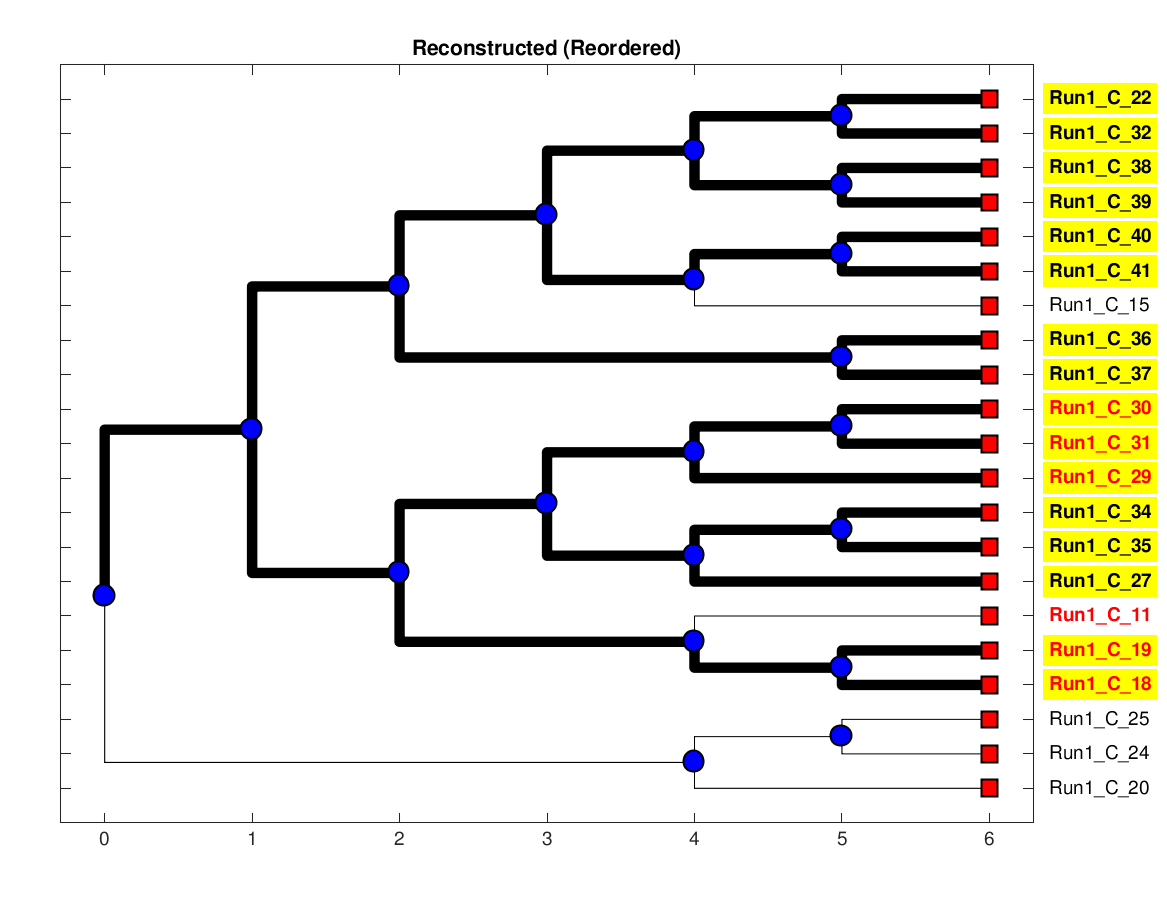 Reconstructed (Reordered)
Run1_C_22
Run1_C_32
Run1_C_38
Run1_C_39
Run1_C_40
Run1_C_41
Run1_C_15
Run1_C_36
Run1_C_37
Run1_C_30
Run1_C_31
Run1_C_29
Run1_C_34
Run1_C_35
Run1_C_27
Run1_C_11
Run1_C_19
Run1_C_18
Run1_C_25
Run1_C_24
Run1_C_20
0 1 2 3 4 5 6